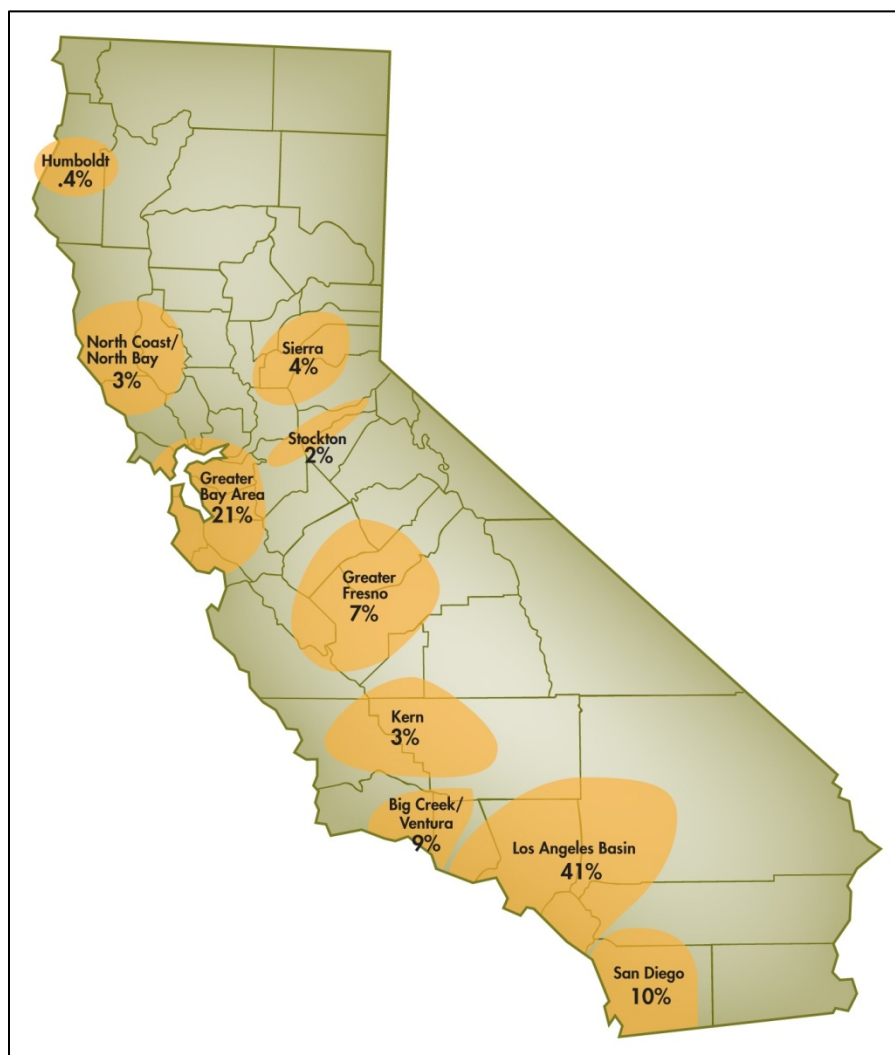 Humboldt
.4%
North Coast/
North Bay
3%
Sierra
4%
Stockton
2%
Greater
Bay Area
21%
Greater
Fresno
7%
Kern
3%
Big Creek/
Ventura
9%
Los Angeles Basin
41%
San Diego
10%